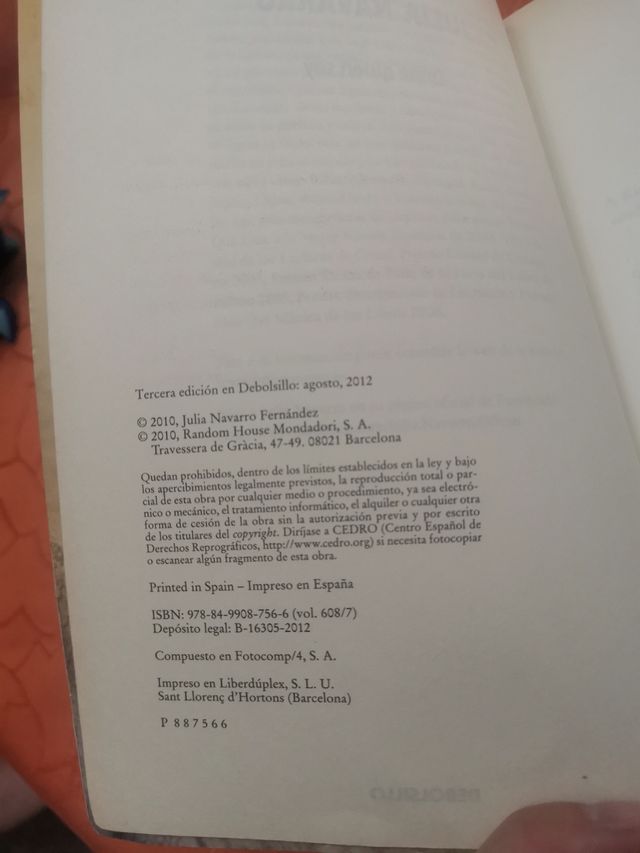 Tercera edición en Debolsillo: agosto, 2012
© 2010, Julia Navarro Fernández
© 2010, Random House Mondadori, S. A.
Travessera de Gràcia, 47-49. 08021 Barcelona
Quedan prohibidos, dentro de los límites establecidos en la ley y bajo
los apercibimientos legalmente previstos, la reproducción total o par-
cial de esta obra por cualquier medio o procedimiento, ya sea electró-
nico o mecánico, el tratamiento informático, el alquiler o cualquier otra
forma de cesión de la obra sin la autorización previa y por escrito
de los titulares del copyright. Diríjase a CEDRO (Centro Español de
Derechos Reprográficos, http://www.cedro.org) si necesita fotocopiar
o escanear algún fragmento de esta obra.
Printed in Spain – Impreso en España
ISBN: 978-84-9908-756-6 (vol. 608/7)
Depósito legal: B-16305-2012
Compuesto en Fotocomp/4, S. A.
Impreso en Liberdúplex, S. L. U.
Sant Llorenç d'Hortons (Barcelona)
P 887566
DEBOLSILLO